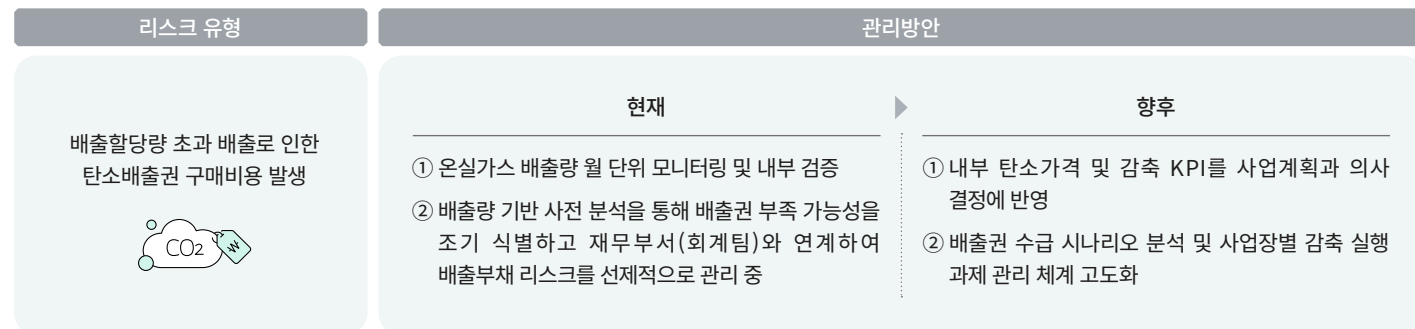 리스크 유형
관리방안
배출할당량 초과 배출로 인한
탄소배출권 구매비용 발생
CO2
₩
현재
① 온실가스 배출량 월 단위 모니터링 및 내부 검증
② 배출량 기반 사전 분석을 통해 배출권 부족 가능성을
조기 식별하고 재무부서(회계팀)와 연계하여
배출부채 리스크를 선제적으로 관리 중
향후
① 내부 탄소가격 및 감축 KPI를 사업계획과 의사
결정에 반영
② 배출권 수급 시나리오 분석 및 사업장별 감축 실행
과제 관리 체계 고도화